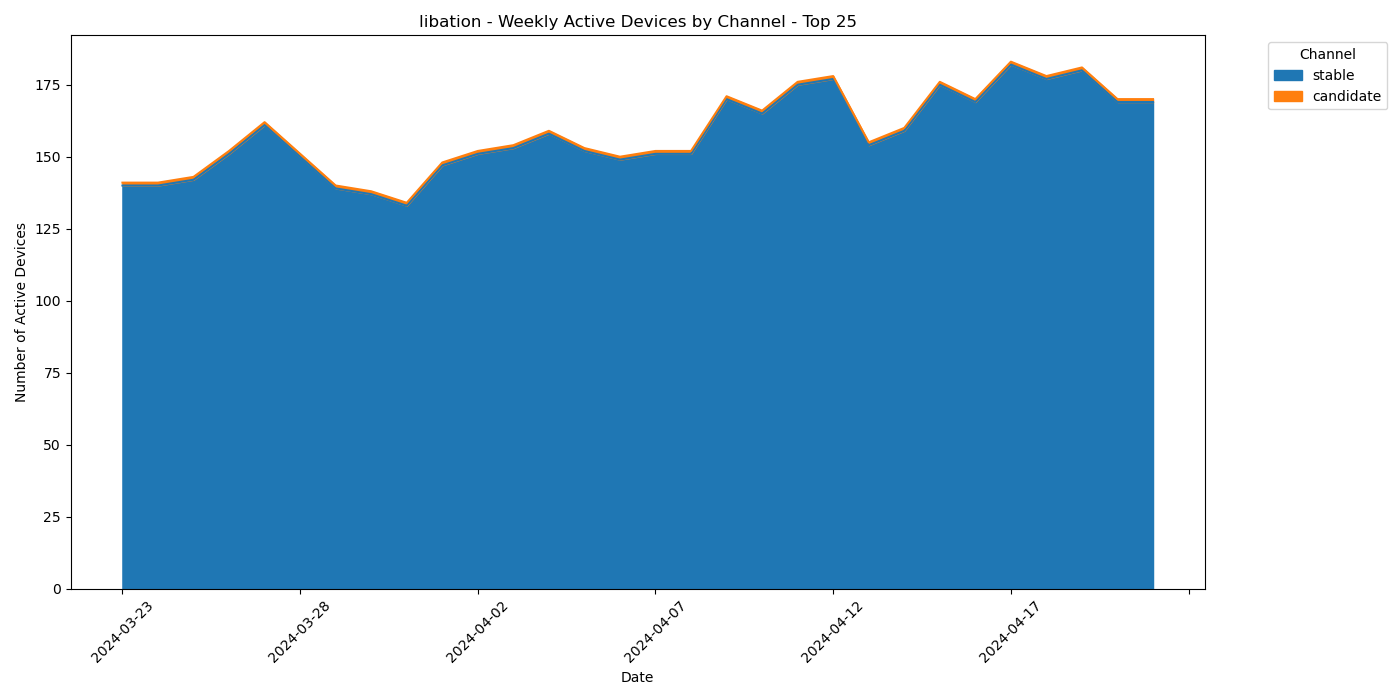 libation - Weekly Active Devices by Channel - Top 25
Channel
stable
candidate
Number of Active Devices
175
150
125
100
75
50
25
0
2024-03-23
2024-03-28
2024-04-02
2024-04-07
2024-04-12
2024-04-17
Date